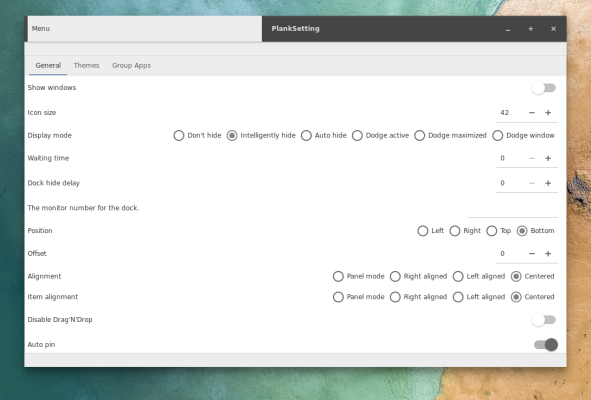 Menu
PlankSetting
General Themes Group Apps
Show windows
Icon size 42
Display mode Don't hide Intelligently hide Auto hide Dodge active Dodge maximized Dodge window
Waiting time 0
Dock hide delay 0
The monitor number for the dock.
Position Left Right Top Bottom
Offset 0
Alignment Panel mode Right aligned Left aligned Centered
Item alignment Panel mode Right aligned Left aligned Centered
Disable Drag'N'Drop
Auto pin